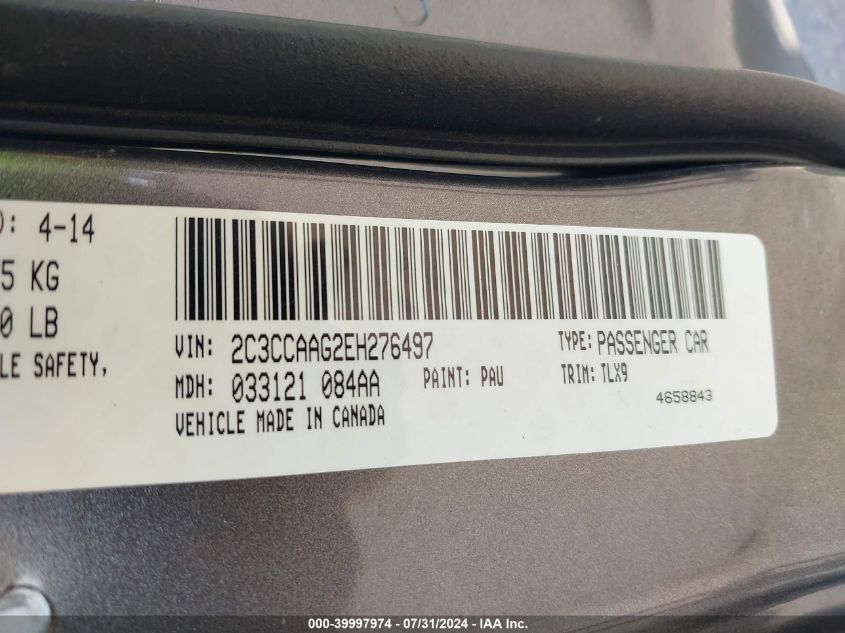 ): 4-14
5 KG
0 LB
LE SAFETY,
VIN: 2C3CCAAG2EH276497
TYPE: PASSENGER CAR
MDH: 033121 084AA
PAINT: PAU
TRIM: TLX9
VEHICLE MADE IN CANADA
4658843
000-39997974 / 07/31/2024 - IAA Inc.